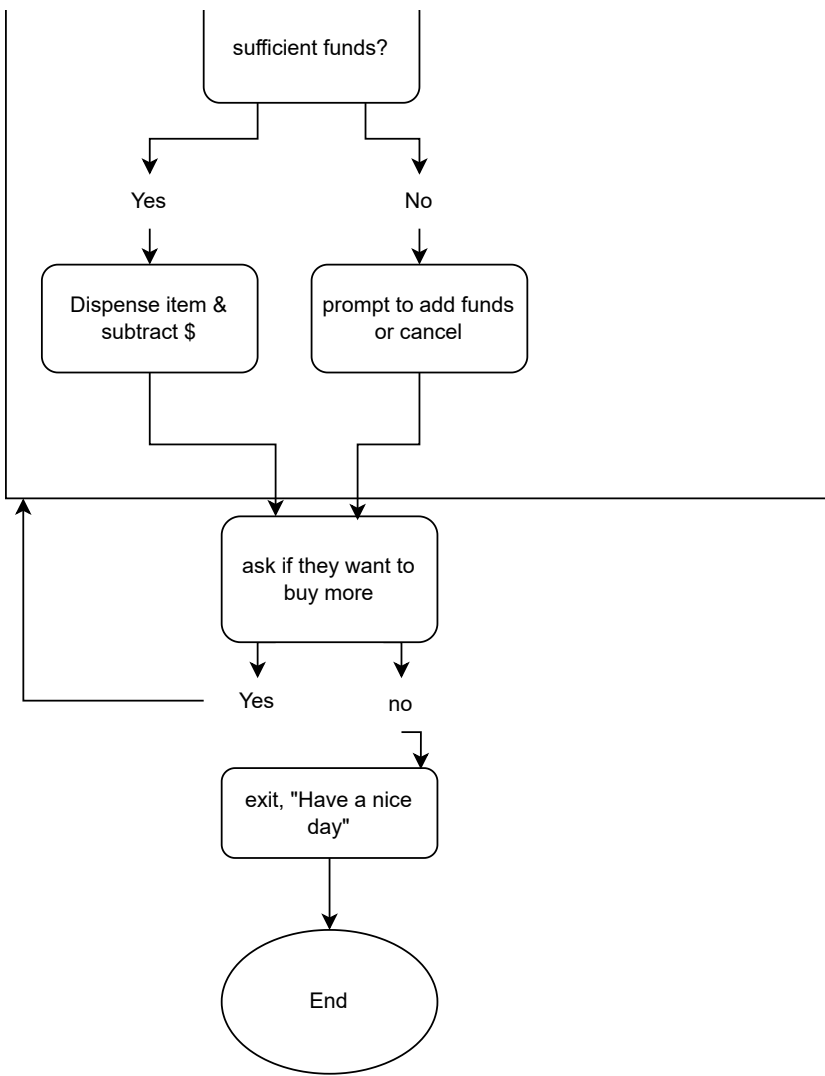 sufficient funds?
Yes
No
Dispense item &
subtract $
prompt to add funds
or cancel
ask if they want to
buy more
Yes
no
exit, "Have a nice
day"
End